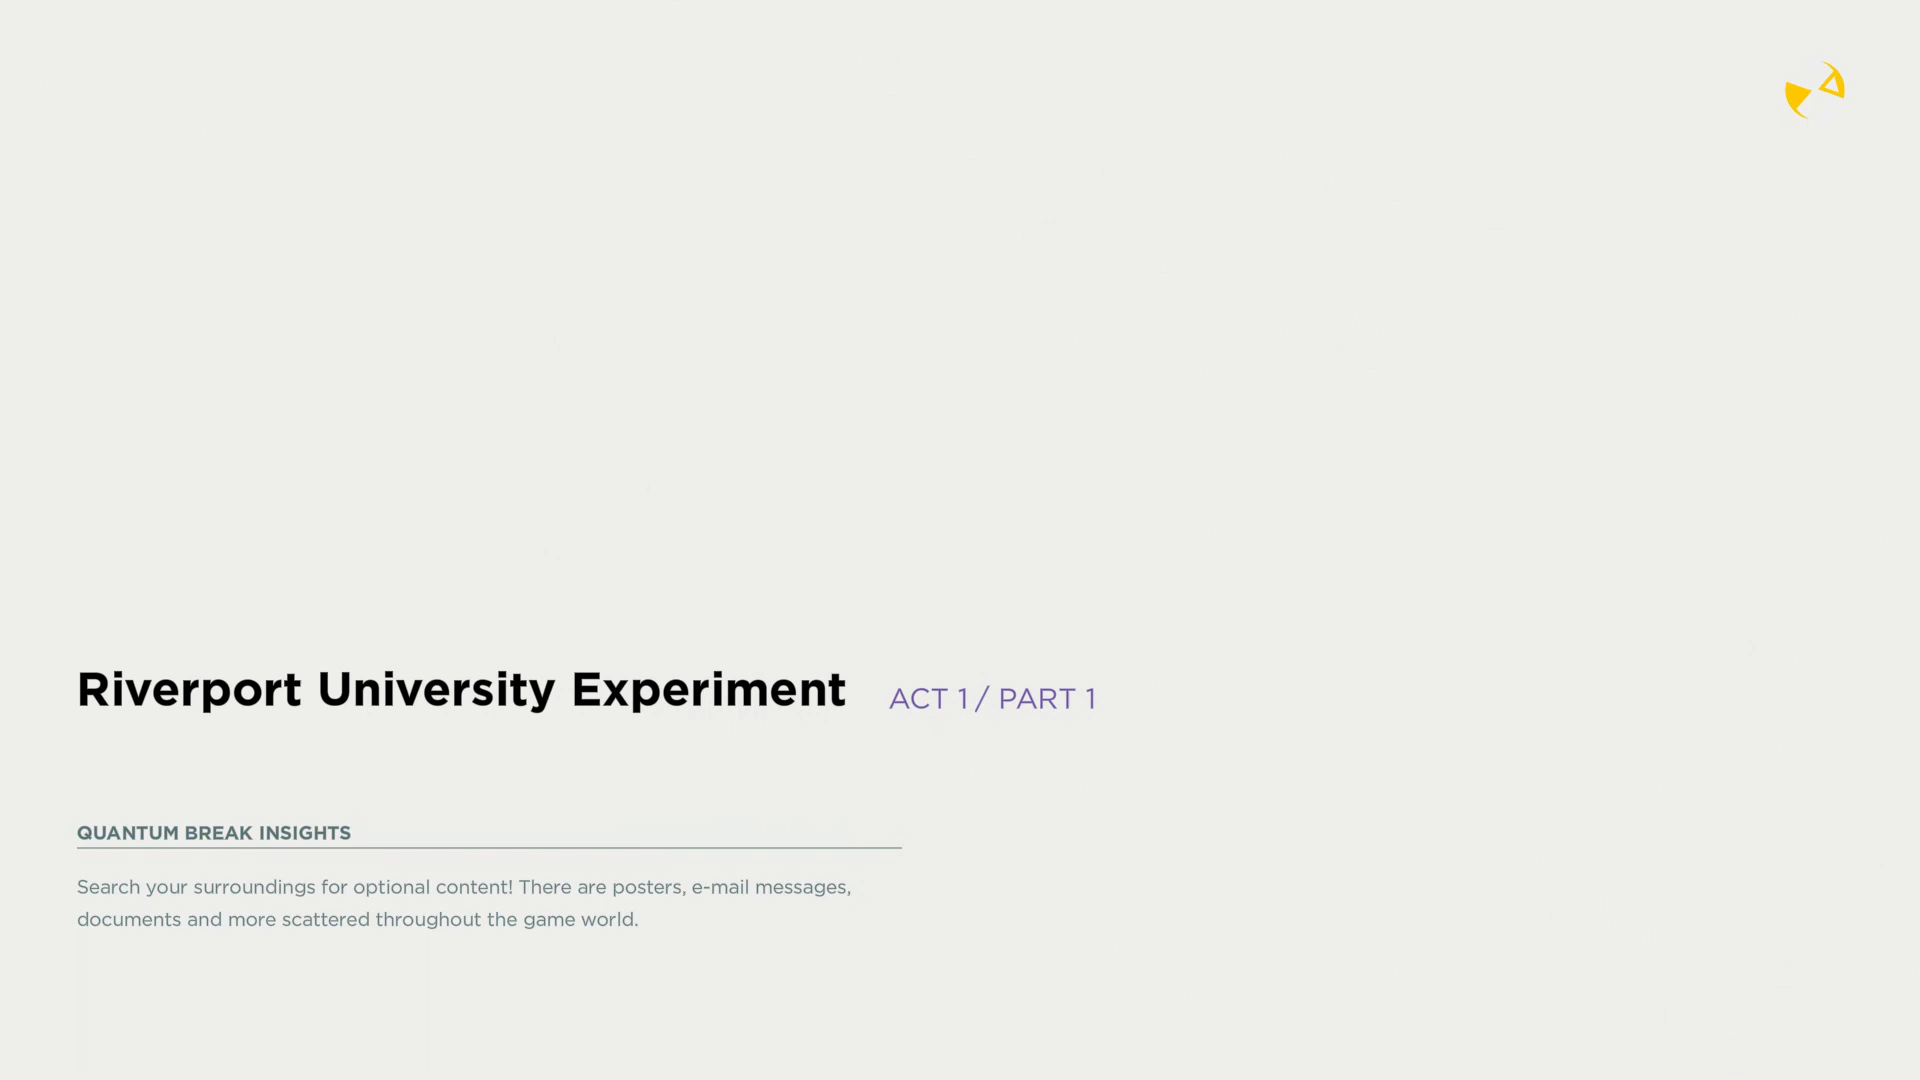 Riverport University Experiment ACT 1 / PART 1
QUANTUM BREAK INSIGHTS
Search your surroundings for optional content! There are posters, e-mail messages,
documents and more scattered throughout the game world.